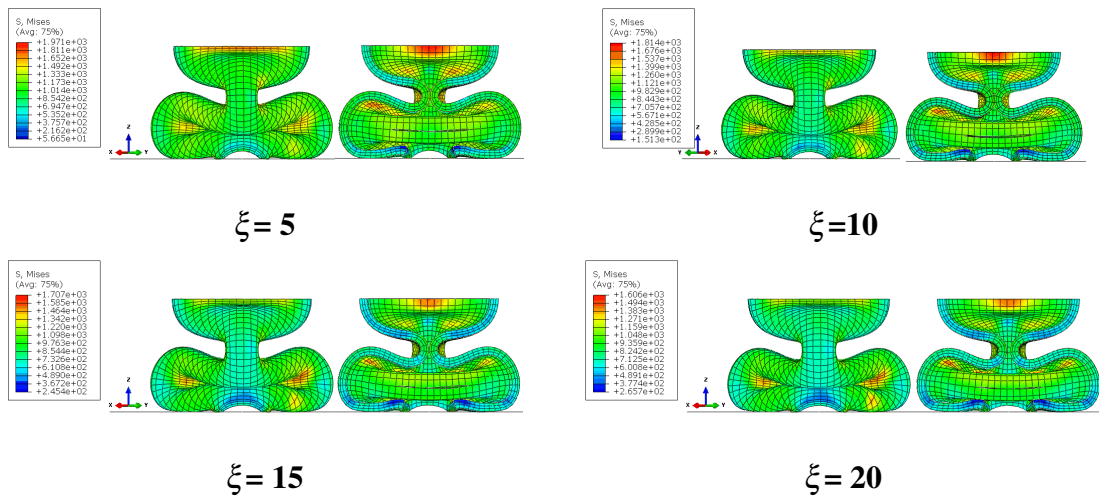 S, Mises
(Avg: 75%)
+1.971e+03
+1.811e+03
+1.652e+03
+1.492e+03
+1.333e+03
+1.173e+03
+1.014e+03
+8.542e+02
+6.947e+02
+5.352e+02
+3.757e+02
+2.162e+02
+5.665e+01
Z
X
Y
ξ= 5
S, Mises
(Avg: 75%)
+1.814e+03
+1.676e+03
+1.537e+03
+1.399e+03
+1.260e+03
+1.121e+03
+9.829e+02
+8.443e+02
+7.057e+02
+5.671e+02
+4.285e+02
+2.899e+02
+1.513e+02
Z
Y
X
ξ=10
S, Mises
(Avg: 75%)
+1.707e+03
+1.585e+03
+1.464e+03
+1.342e+03
+1.220e+03
+1.098e+03
+9.763e+02
+8.544e+02
+7.326e+02
+6.108e+02
+4.890e+02
+3.672e+02
+2.454e+02
Z
X
Y
ξ= 15
S, Mises
(Avg: 75%)
+1.606e+03
+1.494e+03
+1.383e+03
+1.271e+03
+1.159e+03
+1.048e+03
+9.359e+02
+8.242e+02
+7.125e+02
+6.008e+02
+4.891e+02
+3.774e+02
+2.657e+02
Z
X
Y
ξ= 20